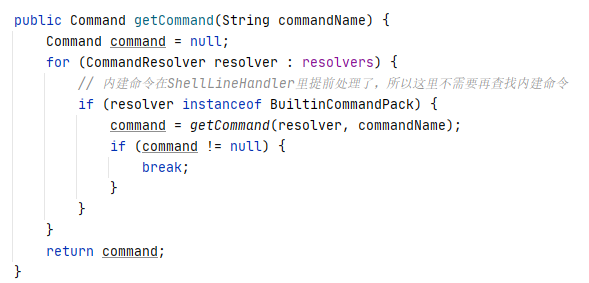 public Command getCommand(String commandName) {
    Command command = null;
    for (CommandResolver resolver : resolvers) {
        // 内建命令在ShellLineHandler里提前处理了，所以这里不需要再查找内建命令
        if (resolver instanceof BuiltinCommandPack) {
            command = getCommand(resolver, commandName);
            if (command != null) {
                break;
            }
        }
    }
    return command;
}